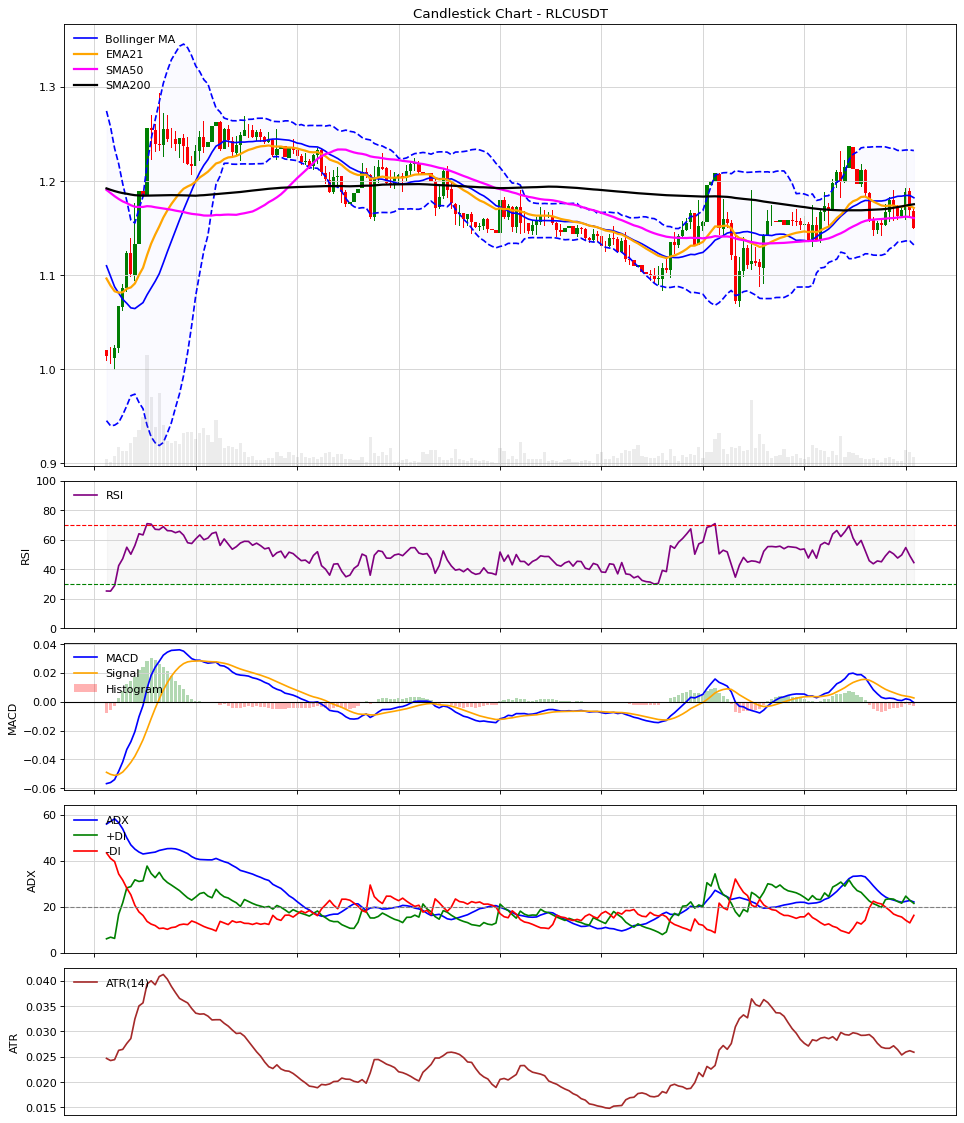 Candlestick Chart - RLCUSDT
Bollinger MA
EMA21
SMA50
SMA200
1.3
1.2
1.1
1.0
0.9
RSI
100
80
60
40
20
0
RSI
MACD
Signal
Histogram
0.04
0.02
0.00
−0.02
−0.04
−0.06
MACD
ADX
+DI
-DI
60
40
20
0
ADX
ATR(14)
0.040
0.035
0.030
0.025
0.020
0.015
ATR